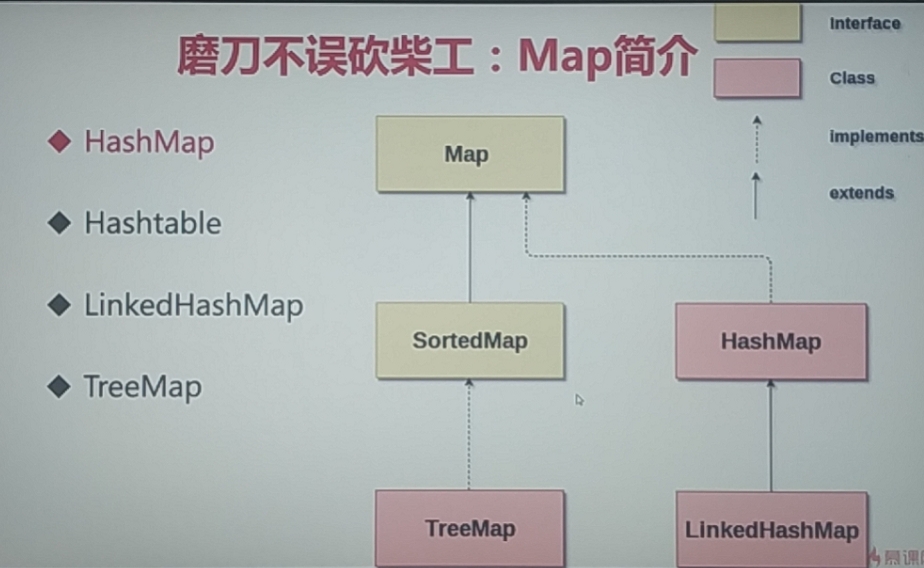 磨刀不误砍柴工：Map简介
Interface
Class
implements
extends
HashMap
Hashtable
LinkedHashMap
TreeMap
Map
SortedMap
HashMap
TreeMap
LinkedHashMap
慕课